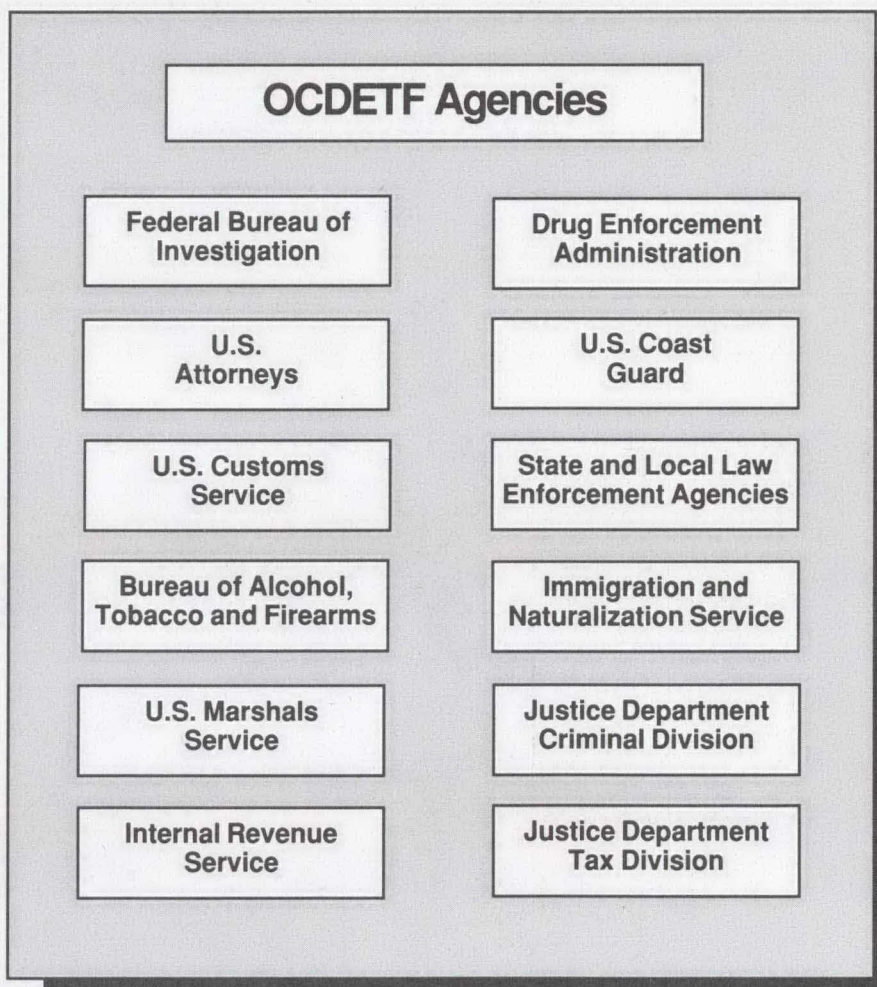 OCDETF Agencies
Federal Bureau of
Investigation
Drug Enforcement
Administration
U.S.
Attorneys
U.S. Coast
Guard
U.S. Customs
Service
State and Local Law
Enforcement Agencies
Bureau of Alcohol,
Tobacco and Firearms
Immigration and
Naturalization Service
U.S. Marshals
Service
Justice Department
Criminal Division
Internal Revenue
Service
Justice Department
Tax Division